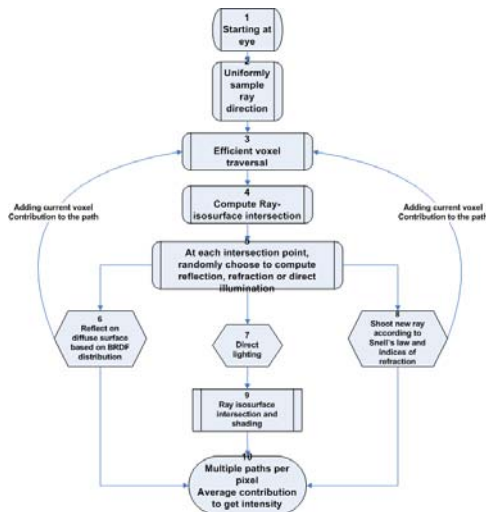 1
Starting at
eye
2
Uniformly
sample
ray
direction
3
Efficient voxel
traversal
4
Compute Ray-
isosurface intersection
5
At each intersection point,
randomly choose to compute
reflection, refraction or direct
illumination
Adding current voxel
Contribution to the path
Adding current voxel
Contribution to the path
6
Reflect on
diffuse surface
based on BRDF
distribution
7
Direct
lighting
8
Shoot new ray
according to
Snell's law and
indices of
refraction
9
Ray isosurface
intersection and
shading
10
Multiple paths per
pixel
Average contribution
to get intensity